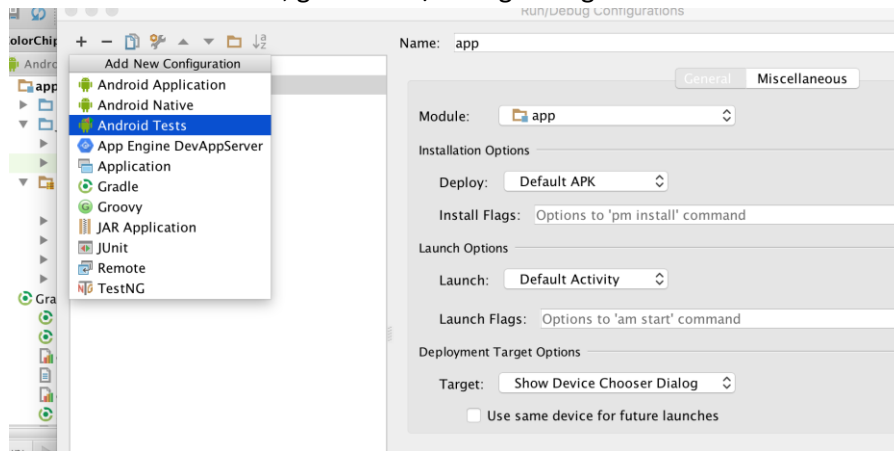 Run/Debug Configurations
Name: app
Add New Configuration
Android Application
Android Native
Android Tests
App Engine DevAppServer
Application
Gradle
Groovy
JAR Application
JUnit
Remote
TestNG
General Miscellaneous
Module: app
Installation Options
Deploy: Default APK
Install Flags: Options to 'pm install' command
Launch Options
Launch: Default Activity
Launch Flags: Options to 'am start' command
Deployment Target Options
Target: Show Device Chooser Dialog
Use same device for future launches
olorChip
Andro
app
Gra